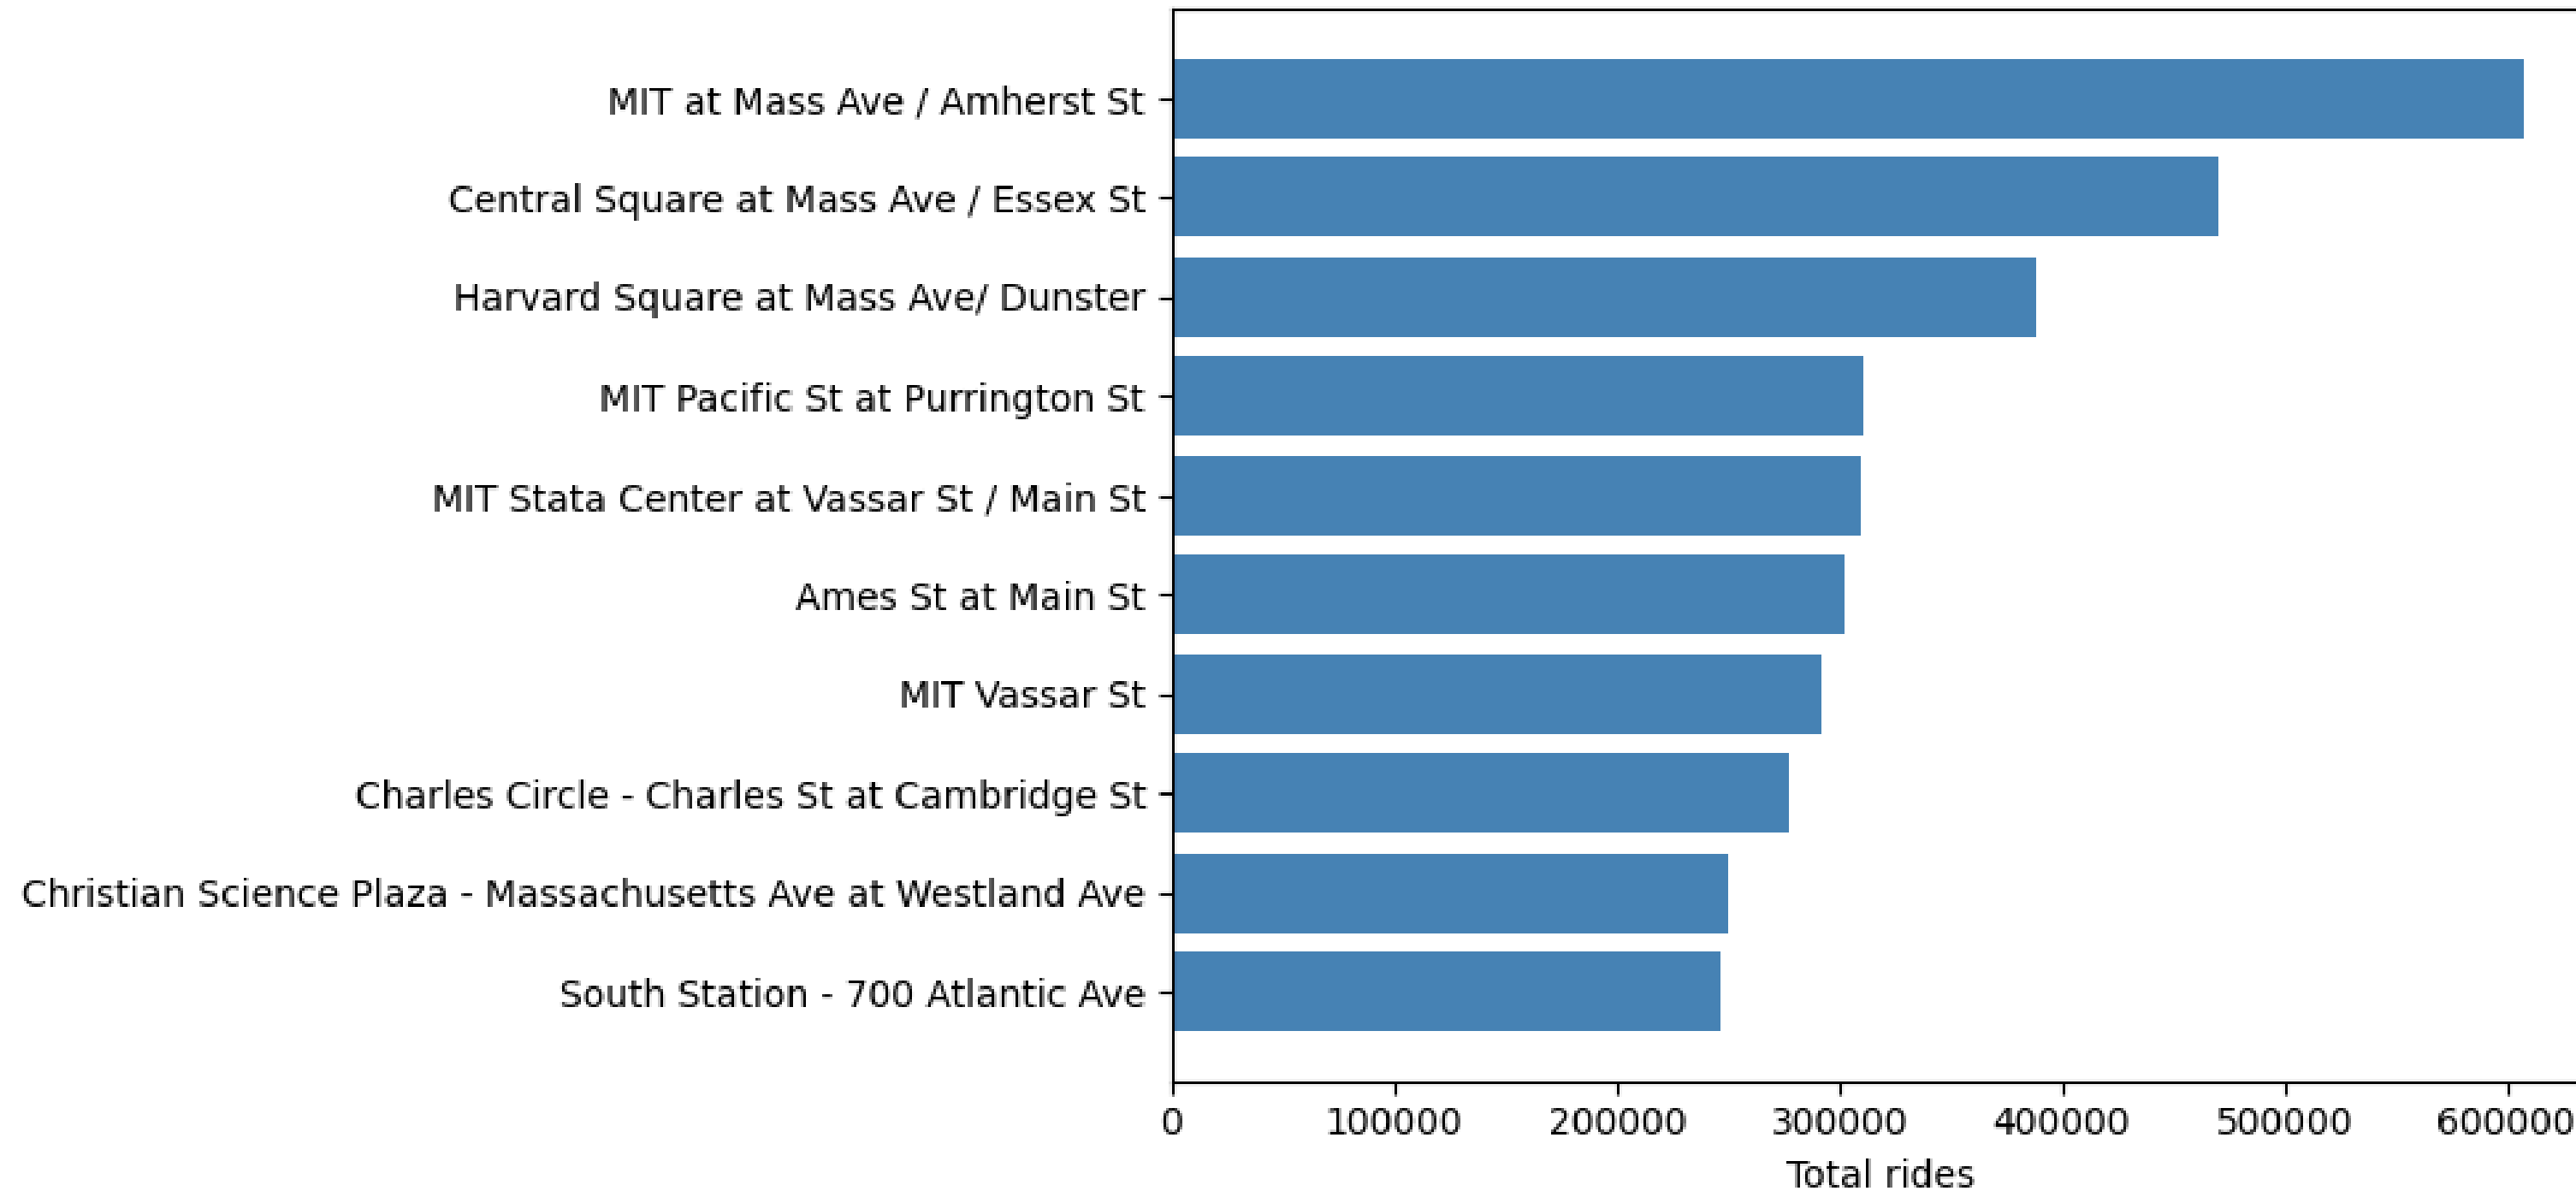 MIT at Mass Ave / Amherst St
Central Square at Mass Ave / Essex St
Harvard Square at Mass Ave/ Dunster
MIT Pacific St at Purrington St
MIT Stata Center at Vassar St / Main St
Ames St at Main St
MIT Vassar St
Charles Circle - Charles St at Cambridge St
Christian Science Plaza - Massachusetts Ave at Westland Ave
South Station - 700 Atlantic Ave
0 100000 200000 300000 400000 500000 600000
Total rides